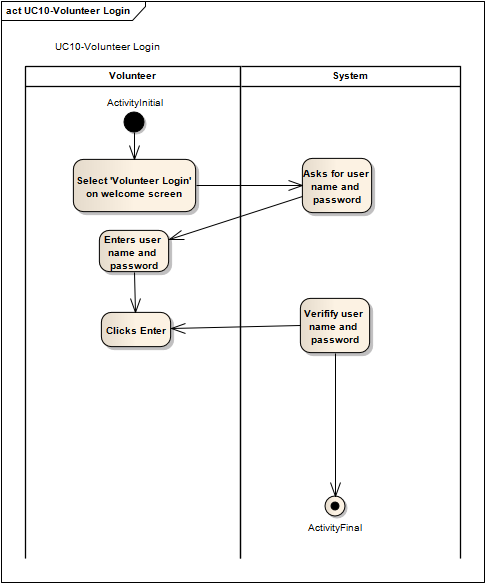 act UC10-Volunteer Login
UC10-Volunteer Login
Volunteer
System
ActivityInitial
Select 'Volunteer Login'
on welcome screen
Asks for user
name and
password
Enters user
name and
password
Clicks Enter
Verifify user
name and
password
ActivityFinal